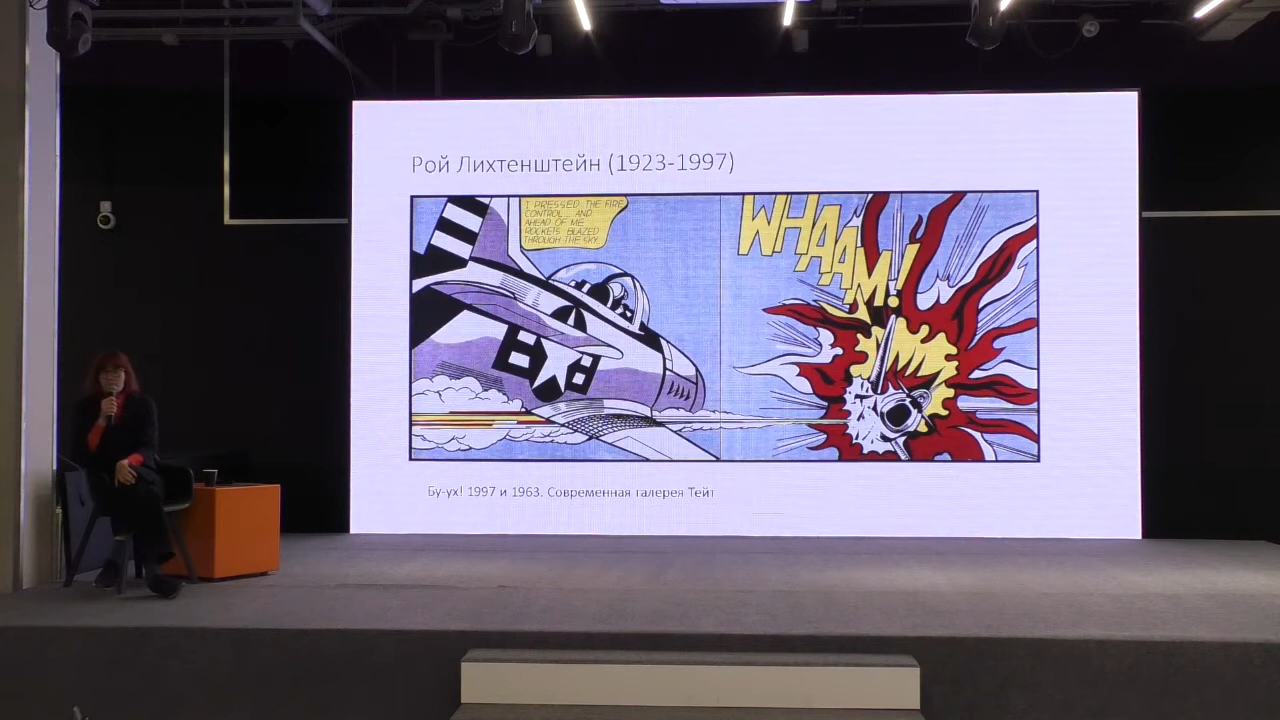 Рой Лихтенштейн (1923-1997)
I PRESSED THE FIRE
CONTROL... AND
AHEAD OF ME
ROCKETS BLAZED
THROUGH THE SKY...
WHAAM!
Бу-ух! 1997 и 1963. Современная галерея Тейт